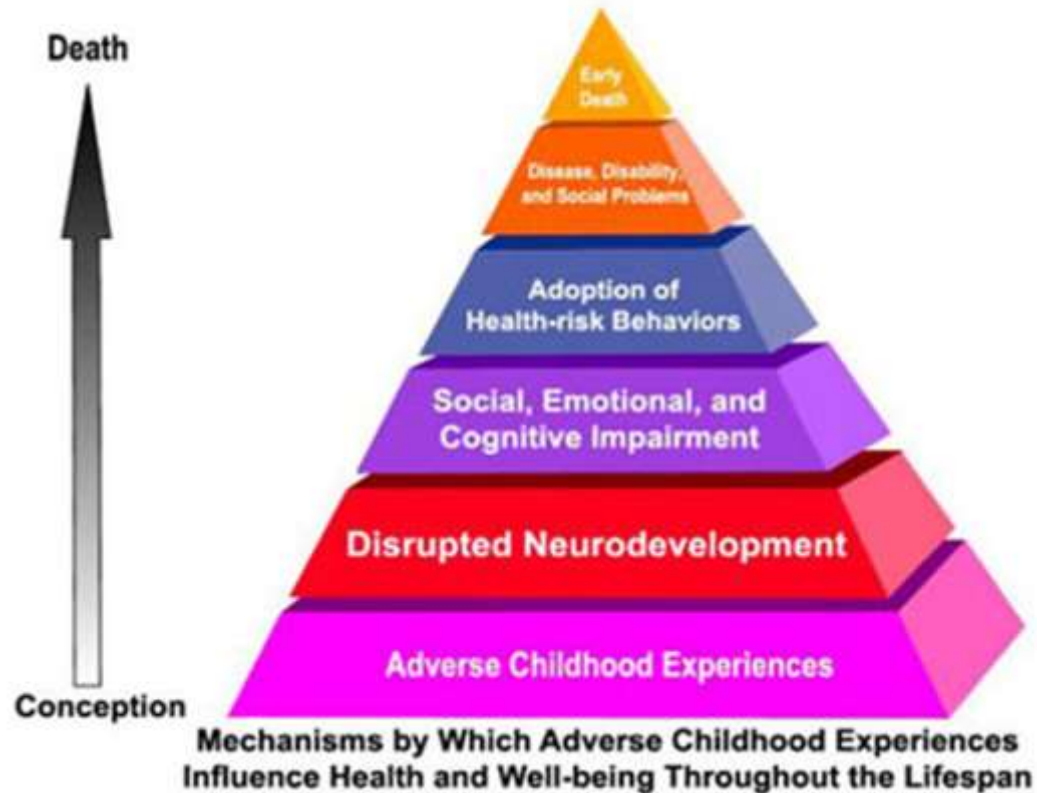 Death
Early
Death
Disease, Disability,
and Social Problems
Adoption of
Health-risk Behaviors
Social, Emotional, and
Cognitive Impairment
Disrupted Neurodevelopment
Adverse Childhood Experiences
Conception
Mechanisms by Which Adverse Childhood Experiences
Influence Health and Well-being Throughout the Lifespan